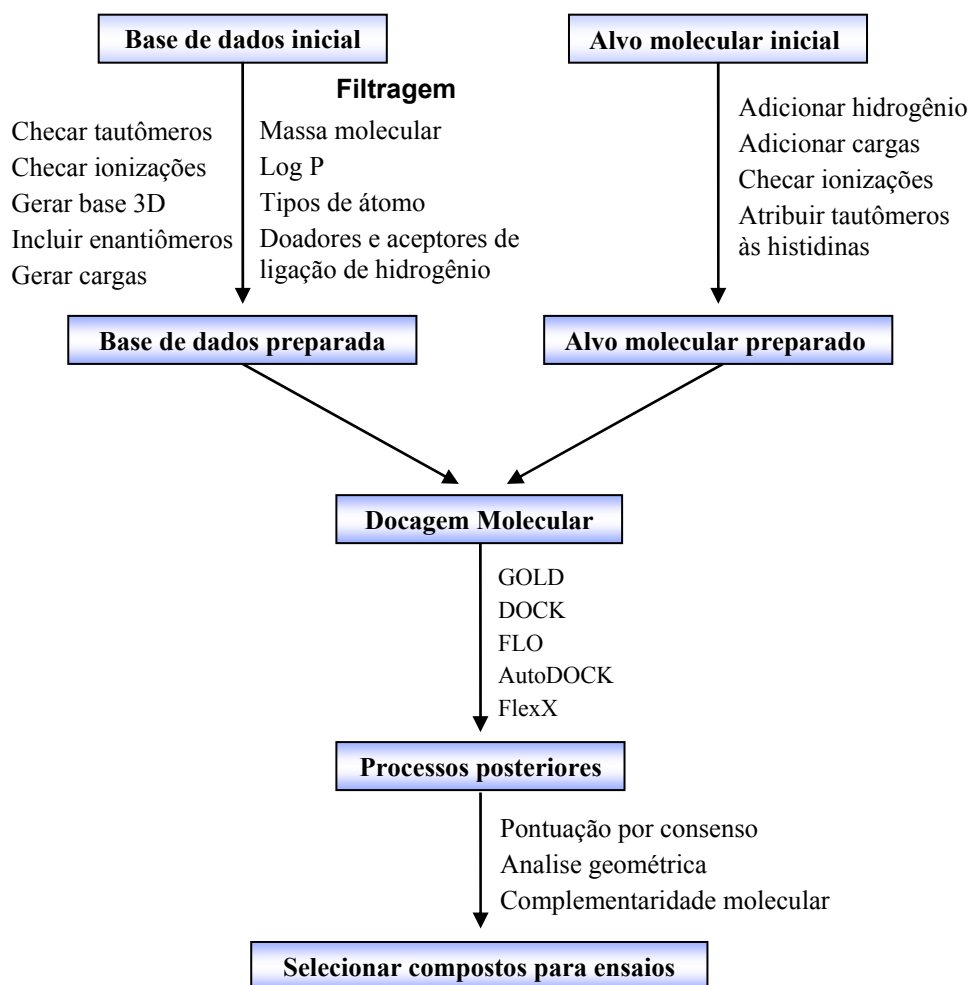 Base de dados inicial
Alvo molecular inicial
Filtragem
Checar tautômeros
Checar ionizações
Gerar base 3D
Incluir enantiômeros
Gerar cargas
Massa molecular
Log P
Tipos de átomo
Doadores e aceptores de
ligação de hidrogênio
Adicionar hidrogênio
Adicionar cargas
Checar ionizações
Atribuir tautômeros
às histidinas
Base de dados preparada
Alvo molecular preparado
Docagem Molecular
GOLD
DOCK
FLO
AutoDOCK
FlexX
Processos posteriores
Pontuação por consenso
Analise geométrica
Complementaridade molecular
Selecionar compostos para ensaios